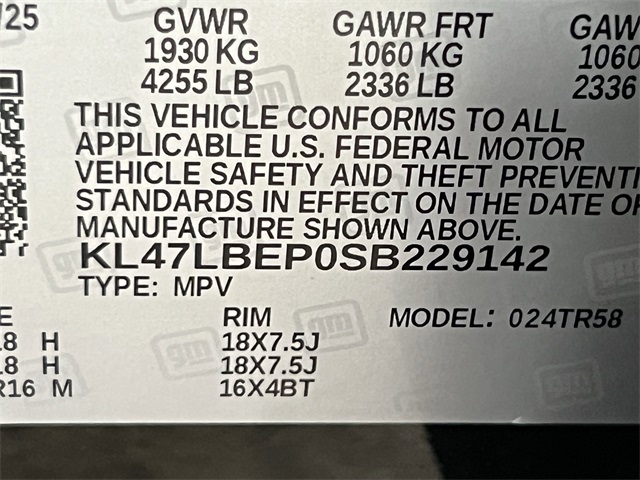 /25
GVWR GAWR FRT GAW
1930 KG 1060 KG 1060
4255 LB 2336 LB 2336
THIS VEHICLE CONFORMS TO ALL
APPLICABLE U.S. FEDERAL MOTOR
VEHICLE SAFETY AND THEFT PREVENTI
STANDARDS IN EFFECT ON THE DATE OF
MANUFACTURE SHOWN ABOVE.
KL47LBEP0SB229142
TYPE: MPV
E RIM MODEL: 024TR58
18 H 18X7.5J
18 H 18X7.5J
R16 M 16X4BT
gm